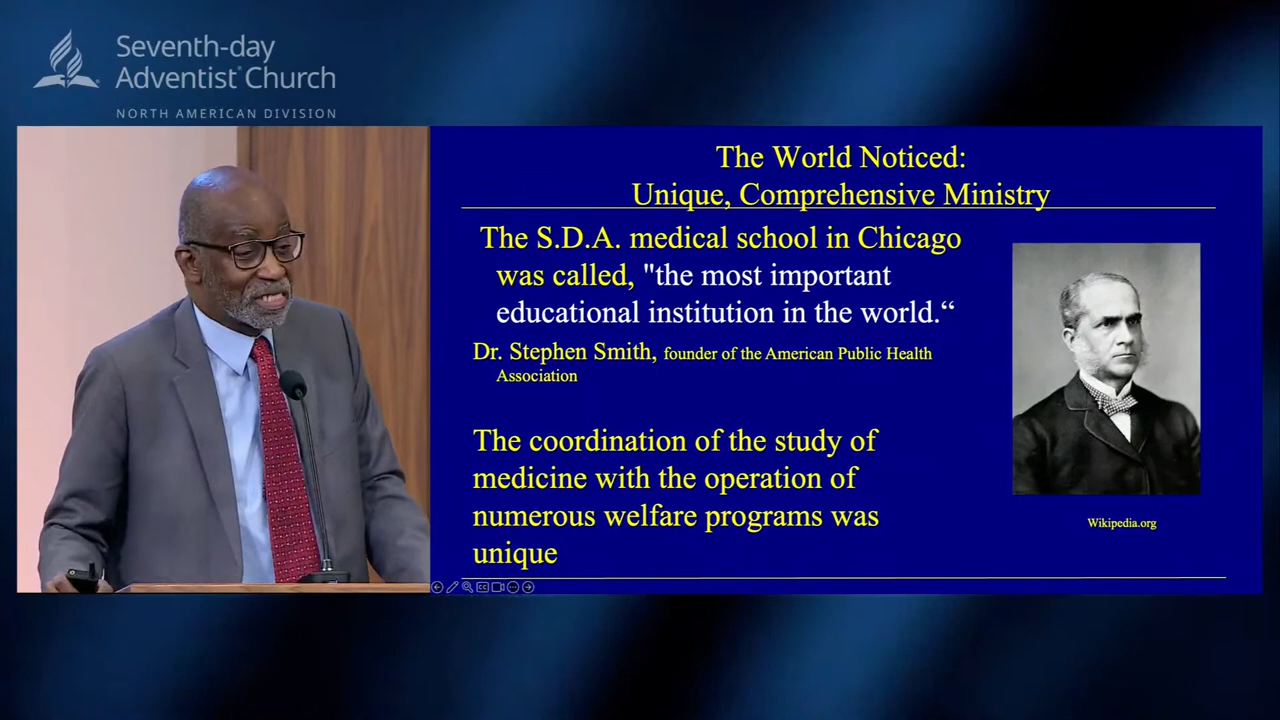 Seventh-day
Adventist® Church
NORTH AMERICAN DIVISION
The World Noticed:
Unique, Comprehensive Ministry
The S.D.A. medical school in Chicago
was called, "the most important
educational institution in the world.“
Dr. Stephen Smith, founder of the American Public Health
Association
The coordination of the study of
medicine with the operation of
numerous welfare programs was
unique
Wikipedia.org